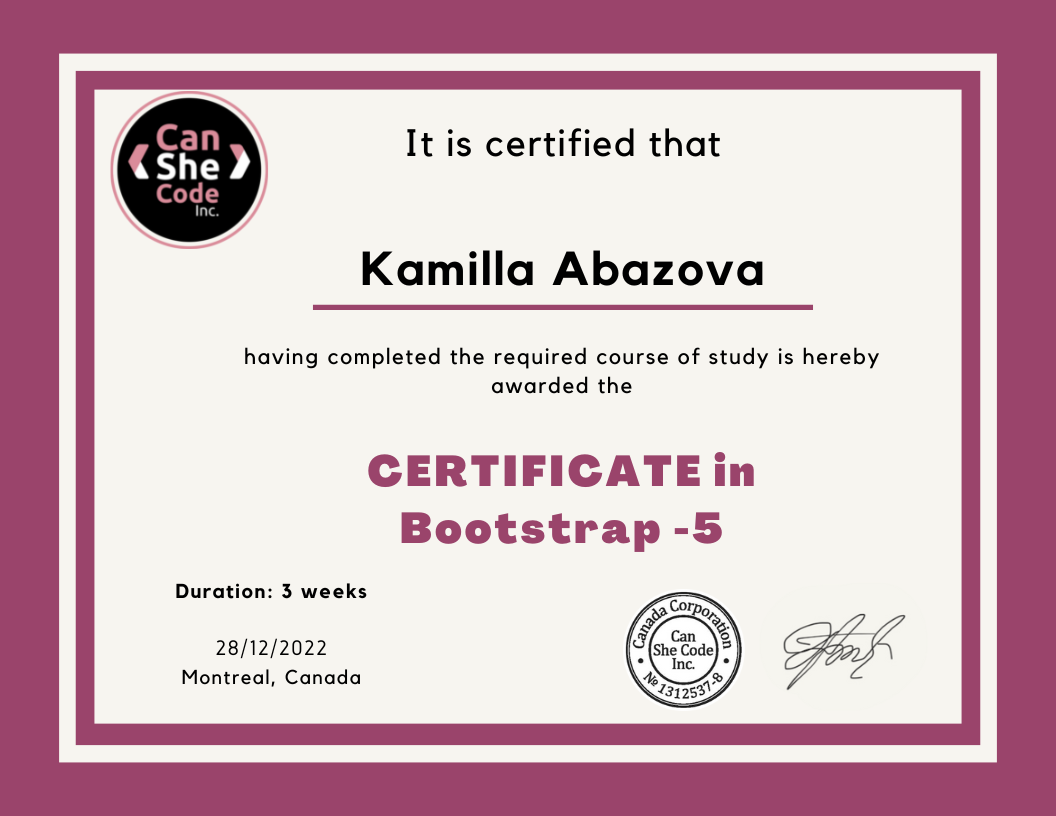 Can
She
Code
Inc.
It is certified that
Kamilla Abazova
having completed the required course of study is hereby
awarded the
CERTIFICATE in
Bootstrap -5
Duration: 3 weeks
28/12/2022
Montreal, Canada
Canada Corporation
Can
She Code
Inc.
№ 1312537-8